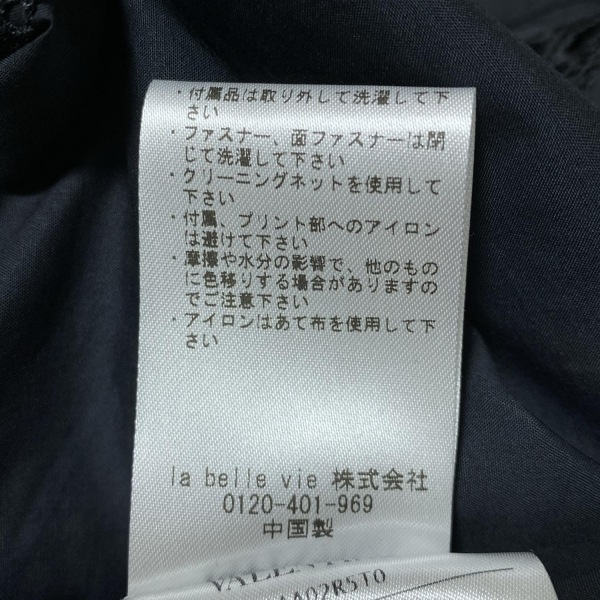 ・付属品は取り外して洗濯して下
さい
・ファスナー、面ファスナーは閉
じて洗濯して下さい
・クリーニングネットを使用して
下さい
・付属、プリント部へのアイロン
は避けて下さい
・摩擦や水分の影響で、他のもの
に色移りする場合がありますの
でご注意下さい
・アイロンはあて布を使用して下
さい
la belle vie 株式会社
0120-401-969
中国製